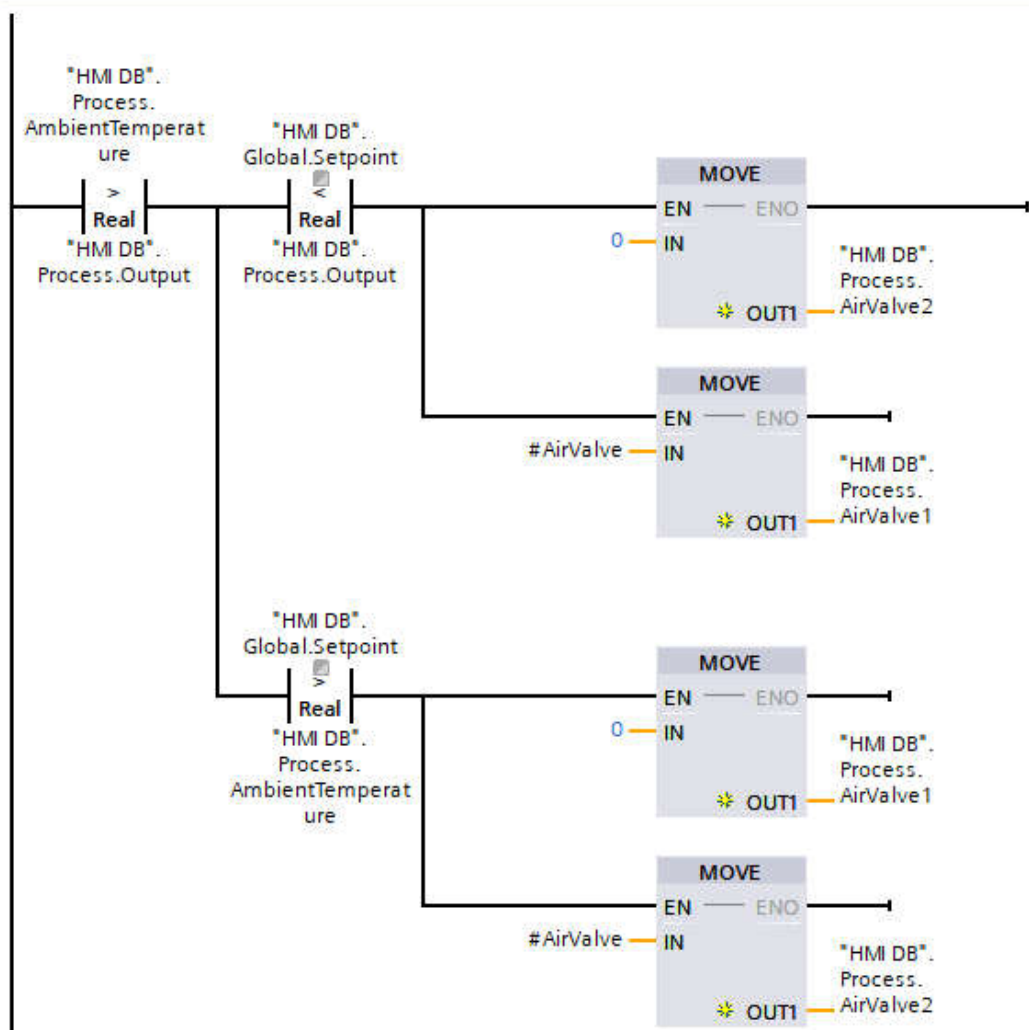 "HMI DB".
Process.
AmbientTemperat
ure
>
Real
"HMI DB".
Process.Output
"HMI DB".
Global.Setpoint
<
Real
"HMI DB".
Process.Output
MOVE
EN ENO
0 IN
OUT1
"HMI DB".
Process.
AirValve2
MOVE
EN ENO
#AirValve IN
OUT1
"HMI DB".
Process.
AirValve1
"HMI DB".
Global.Setpoint
>
Real
"HMI DB".
Process.
AmbientTemperat
ure
MOVE
EN ENO
0 IN
OUT1
"HMI DB".
Process.
AirValve1
MOVE
EN ENO
#AirValve IN
OUT1
"HMI DB".
Process.
AirValve2